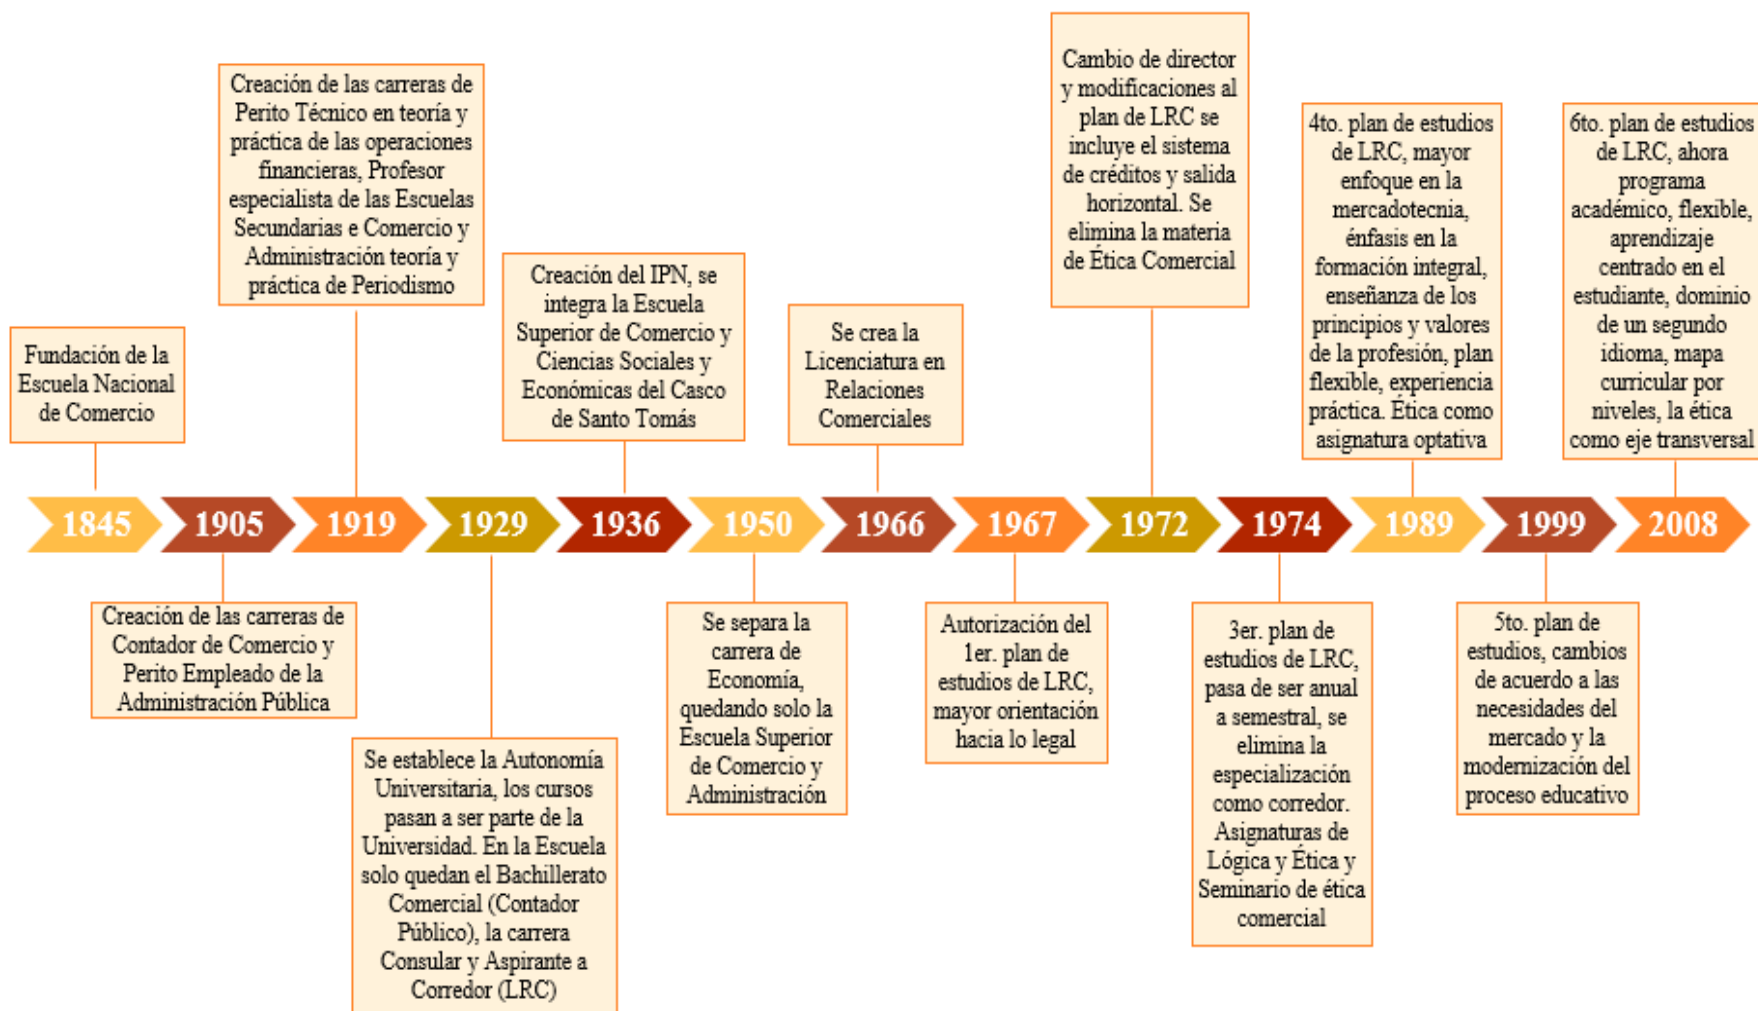 Fundación de la
Escuela Nacional
de Comercio
Creación de las carreras de
Perito Técnico en teoría y
práctica de las operaciones
financieras, Profesor
especialista de las Escuelas
Secundarias e Comercio y
Administración teoría y
práctica de Periodismo
Creación del IPN, se
integra la Escuela
Superior de Comercio y
Ciencias Sociales y
Económicas del Casco
de Santo Tomás
Se crea la
Licenciatura en
Relaciones
Comerciales
Cambio de director
y modificaciones al
plan de LRC se
incluye el sistema
de créditos y salida
horizontal. Se
elimina la materia
de Ética Comercial
4to. plan de estudios
de LRC, mayor
enfoque en la
mercadotecnia,
énfasis en la
formación integral,
enseñanza de los
principios y valores
de la profesión, plan
flexible, experiencia
práctica. Ética como
asignatura optativa
6to. plan de estudios
de LRC, ahora
programa
académico, flexible,
aprendizaje
centrado en el
estudiante, dominio
de un segundo
idioma, mapa
curricular por
niveles, la ética
como eje transversal
1845
1905
1919
1929
1936
1950
1966
1967
1972
1974
1989
1999
2008
Creación de las carreras de
Contador de Comercio y
Perito Empleado de la
Administración Pública
Se establece la Autonomía
Universitaria, los cursos
pasan a ser parte de la
Universidad. En la Escuela
solo quedan el Bachillerato
Comercial (Contador
Público), la carrera
Consular y Aspirante a
Corredor (LRC)
Se separa la
carrera de
Economía,
quedando solo la
Escuela Superior
de Comercio y
Administración
Autorización del
1er. plan de
estudios de LRC,
mayor orientación
hacia lo legal
3er. plan de
estudios de LRC,
pasa de ser anual
a semestral, se
elimina la
especialización
como corredor.
Asignaturas de
Lógica y Ética y
Seminario de ética
comercial
5to. plan de
estudios, cambios
de acuerdo a las
necesidades del
mercado y la
modernización del
proceso educativo